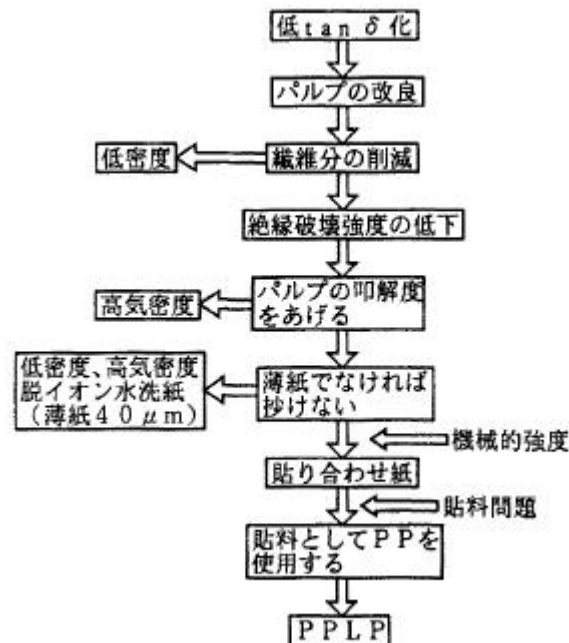 低ｔａｎ δ 化
パルプの改良
低密度
繊維分の削減
絶縁破壊強度の低下
高気密度
パルプの叩解度
をあげる
低密度、高気密度
脱イオン水洗紙
（薄紙４０μｍ）
薄紙でなければ
抄けない
機械的強度
貼り合わせ紙
貼料問題
貼料としてＰＰを
使用する
ＰＰＬＰ